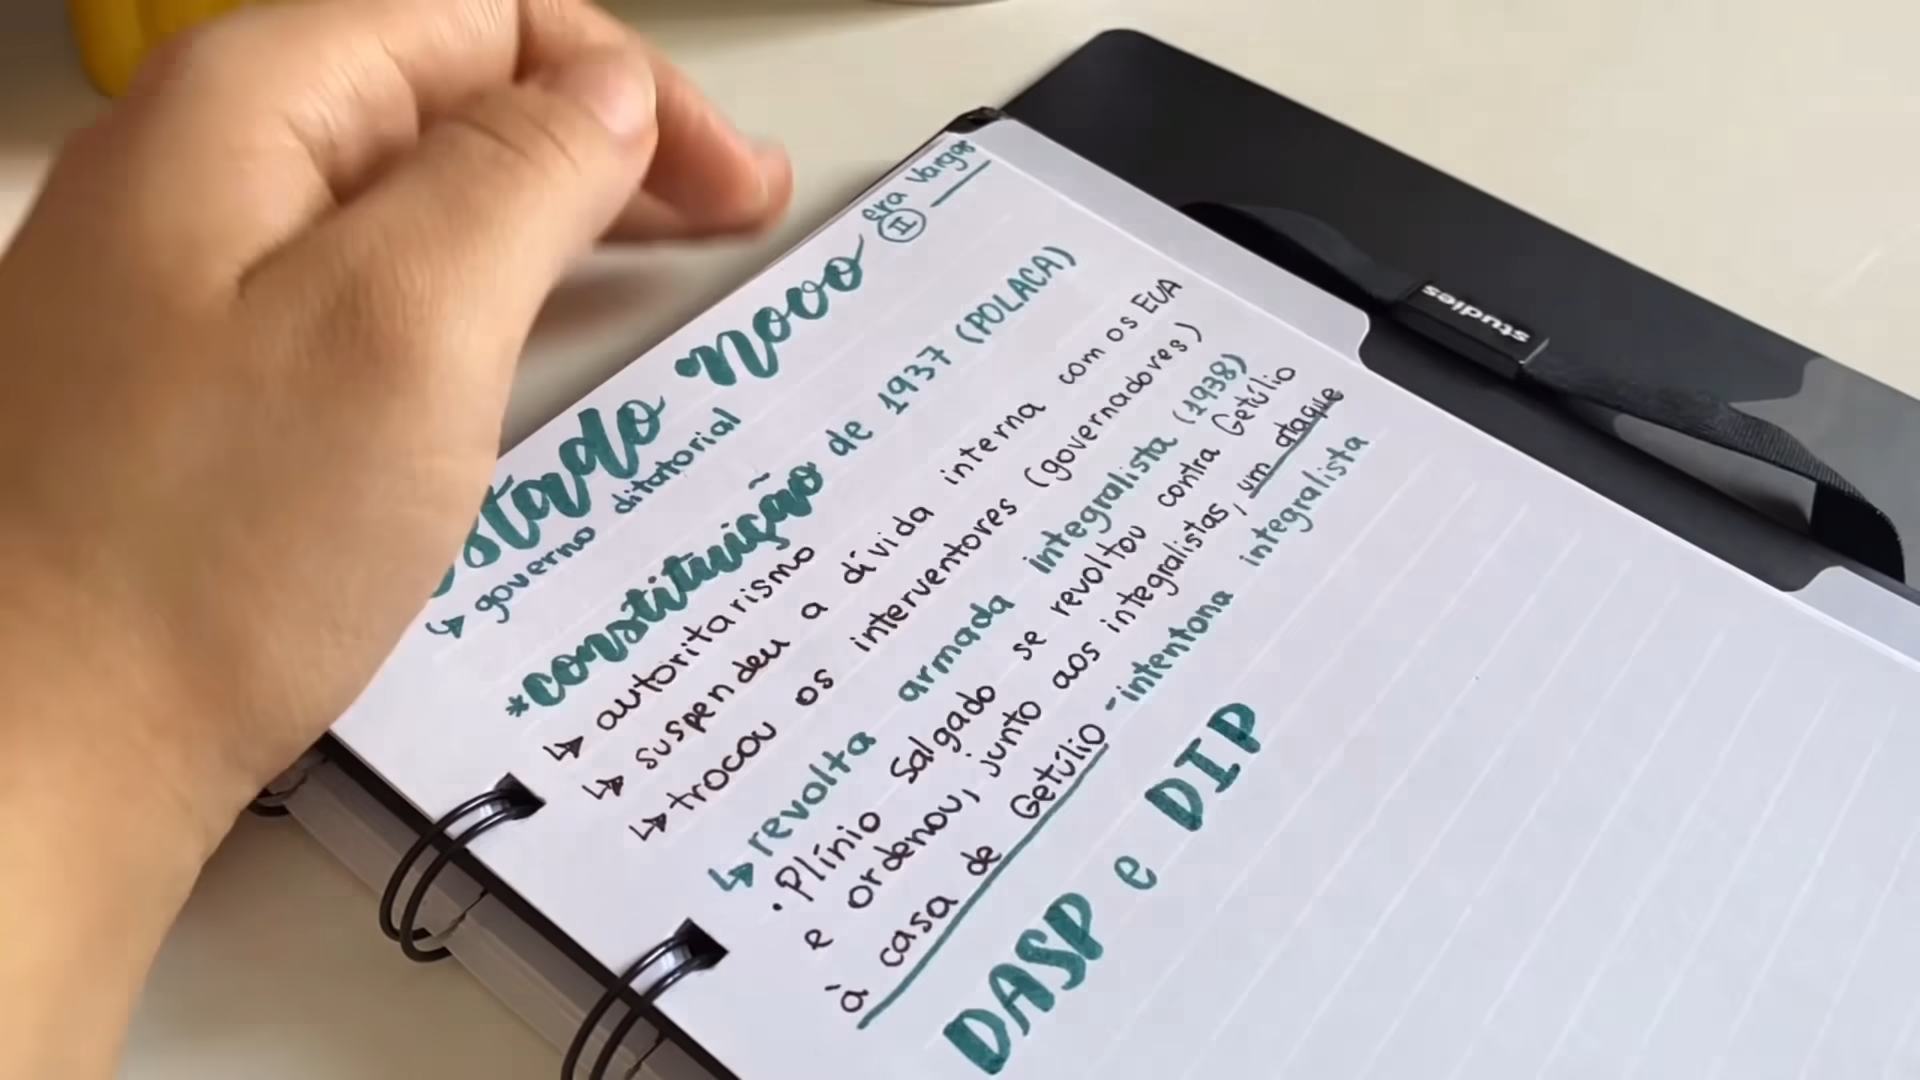 era Vargas
II
estado novo
↳ governo ditatorial
*constituição de 1937 (POLACA)
↳ autoritarismo
↳ suspendeu a dívida interna com os EUA
↳ trocou os interventores (governadores)
↳ revolta armada integralista (1938)
• Plínio Salgado se revoltou contra Getúlio
e ordenou, junto aos integralistas, um ataque
à casa de Getúlio - intentona integralista
DASP e DIP
studies